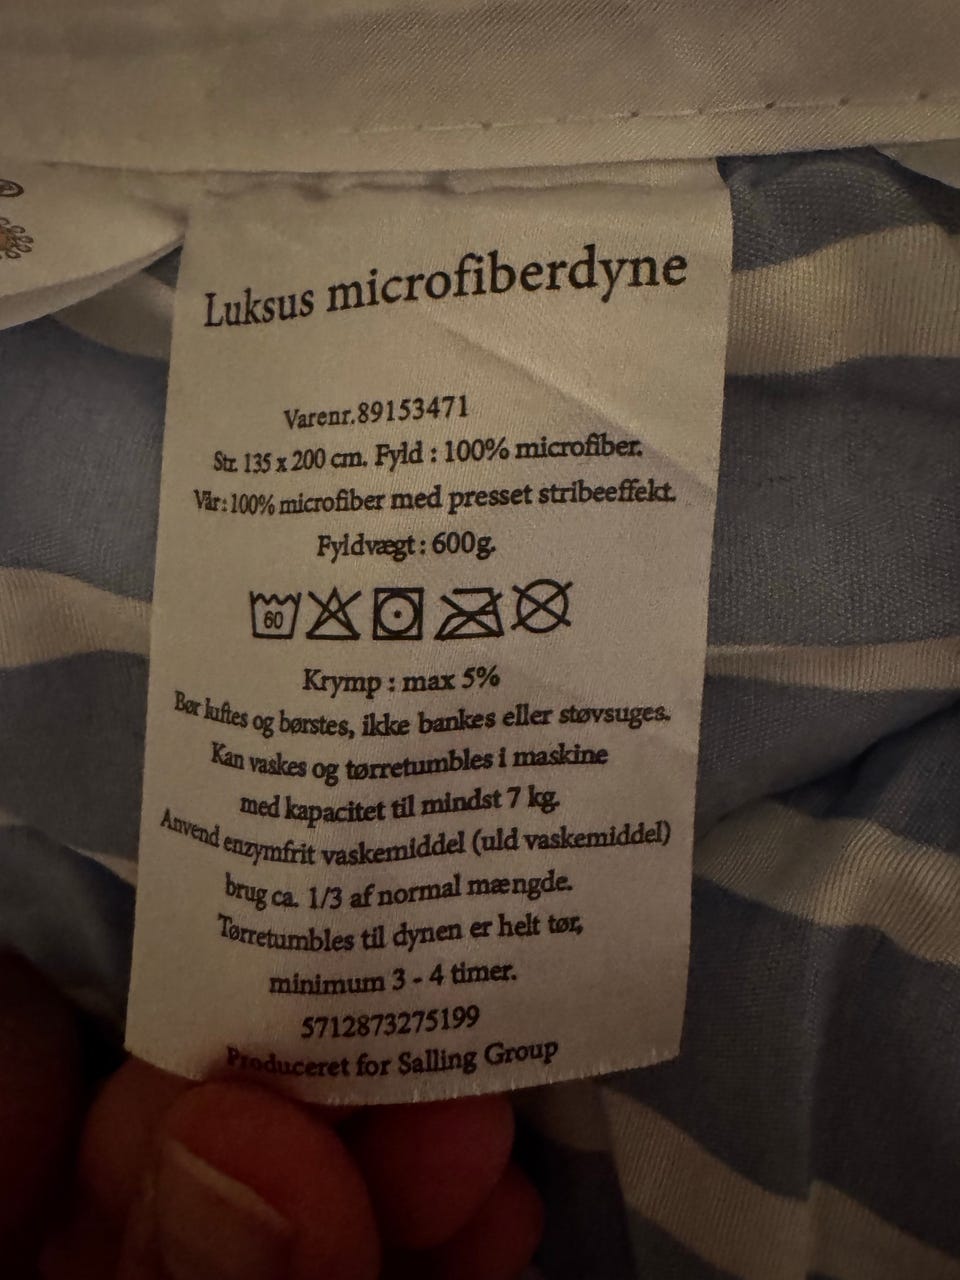 Luksus microfiberdyne
Varenr.89153471
Str. 135 x 200 cm. Fyld : 100% microfiber.
Vår : 100% microfiber med presset stribeeffekt.
Fyldvægt : 600g.
60
Krymp : max 5%
Bør luftes og børstes, ikke bankes eller støvsuges.
Kan vaskes og tørretumbles i maskine
med kapacitet til mindst 7 kg.
Anvend enzymfrit vaskemiddel (uld vaskemiddel)
brug ca. 1/3 af normal mængde.
Tørretumbles til dynen er helt tør,
minimum 3 - 4 timer.
5712873275199
Produceret for Salling Group